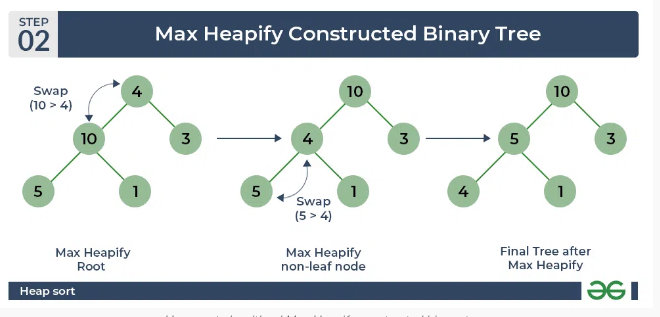 STEP
02
Max Heapify Constructed Binary Tree
Swap
(10 > 4)
4
10
3
5
1
10
4
3
5
1
Swap
(5 > 4)
10
5
3
4
1
Max Heapify
Root
Max Heapify
non-leaf node
Final Tree after
Max Heapify
Heap sort